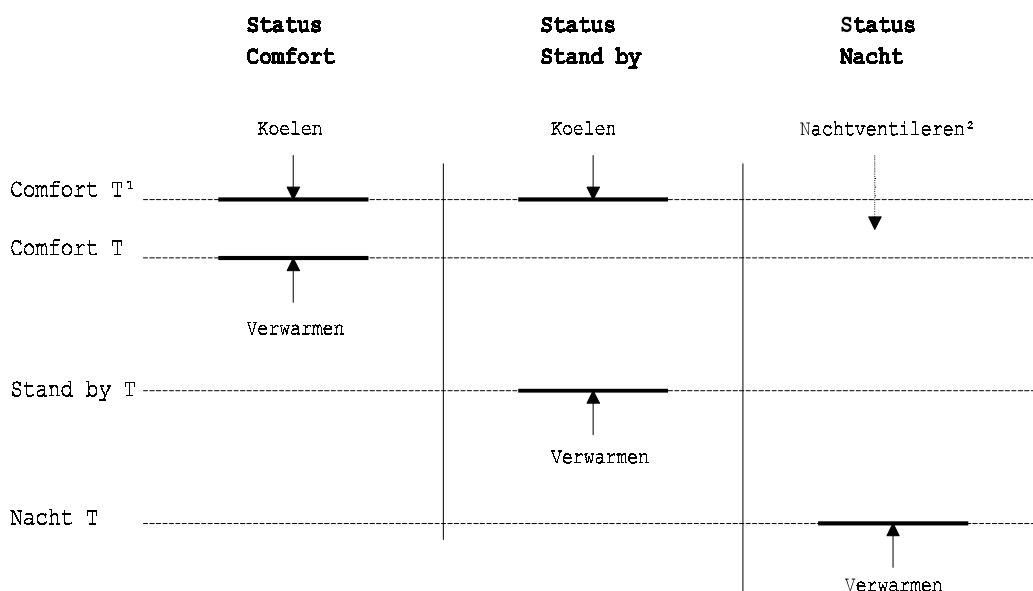 Status
Comfort
Status
Stand by
Status
Nacht
Koelen
Koelen
Nachtventileren²
Comfort T¹
Comfort T
Verwarmen
Stand by T
Verwarmen
Nacht T
Verwarmen